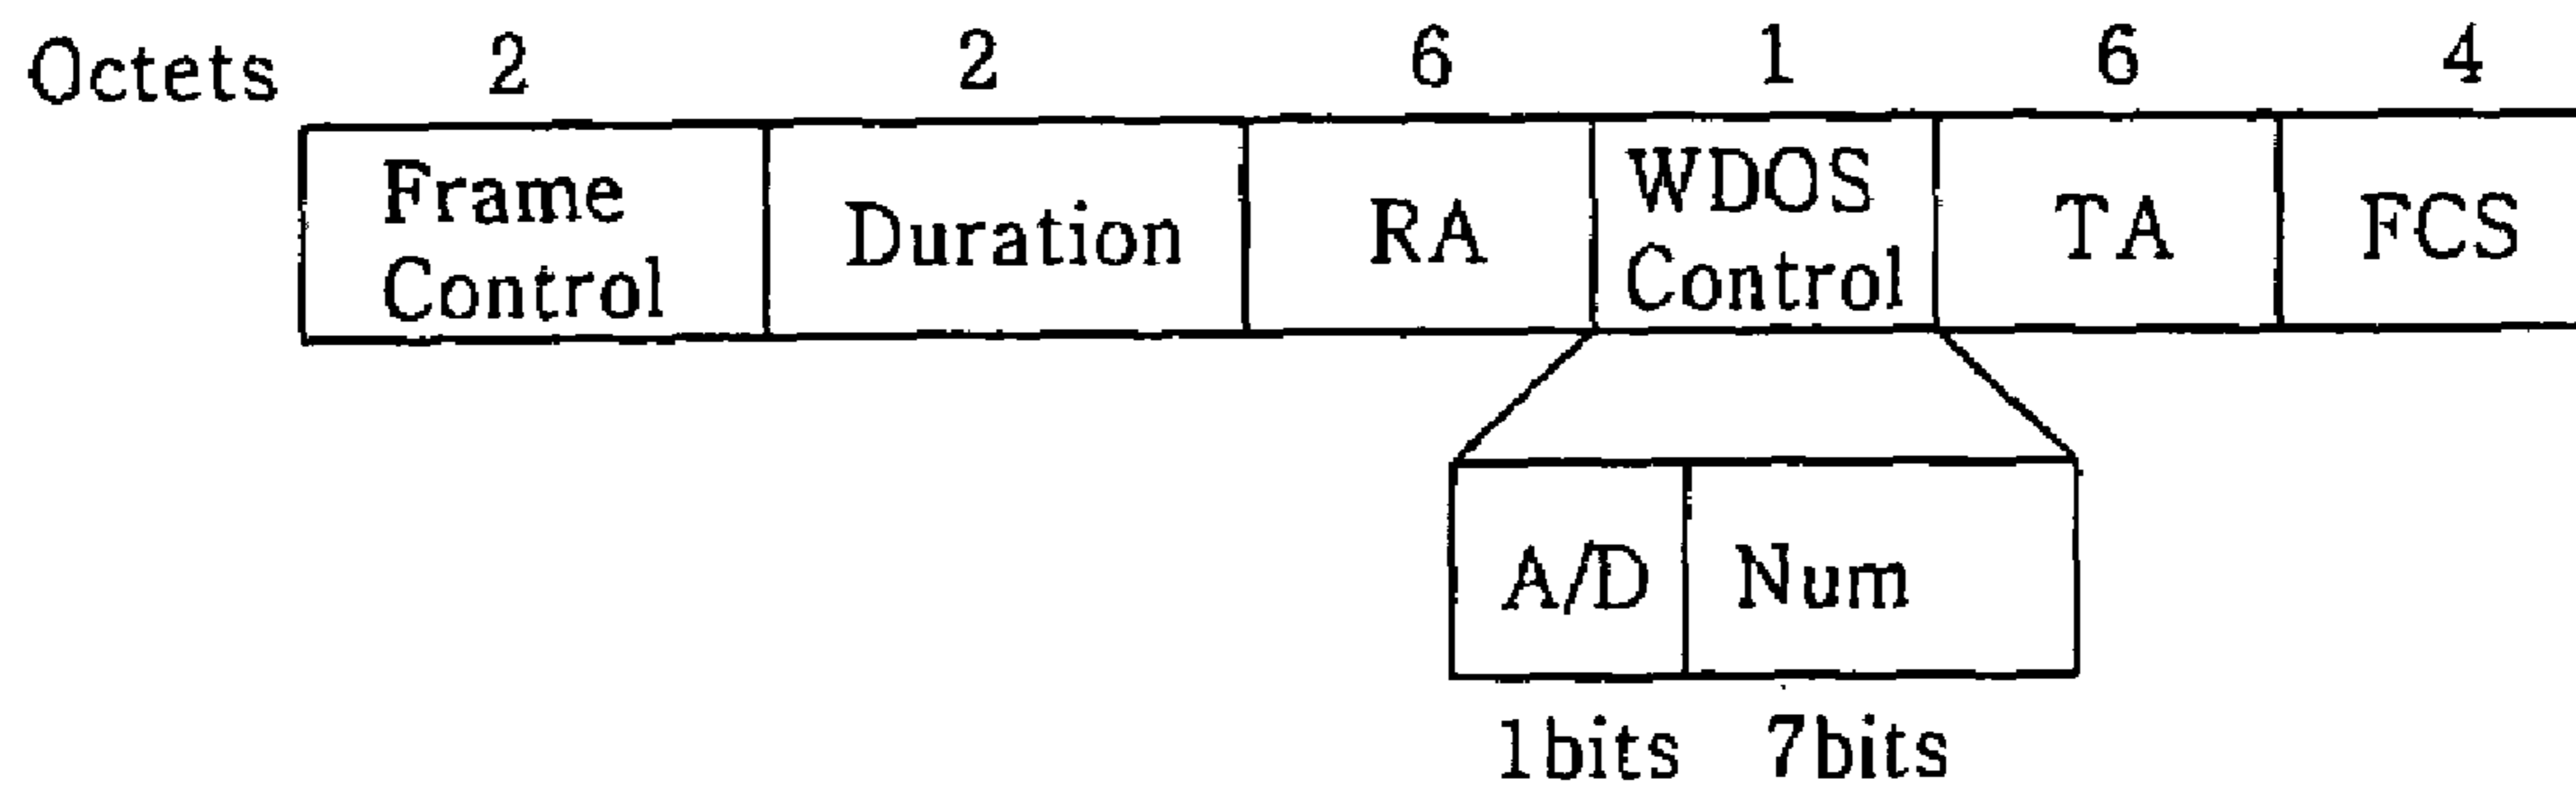 Octets 2 2 6 1 6 4
Frame Control Duration RA WDOS Control TA FCS
A/D Num
1bits 7bits